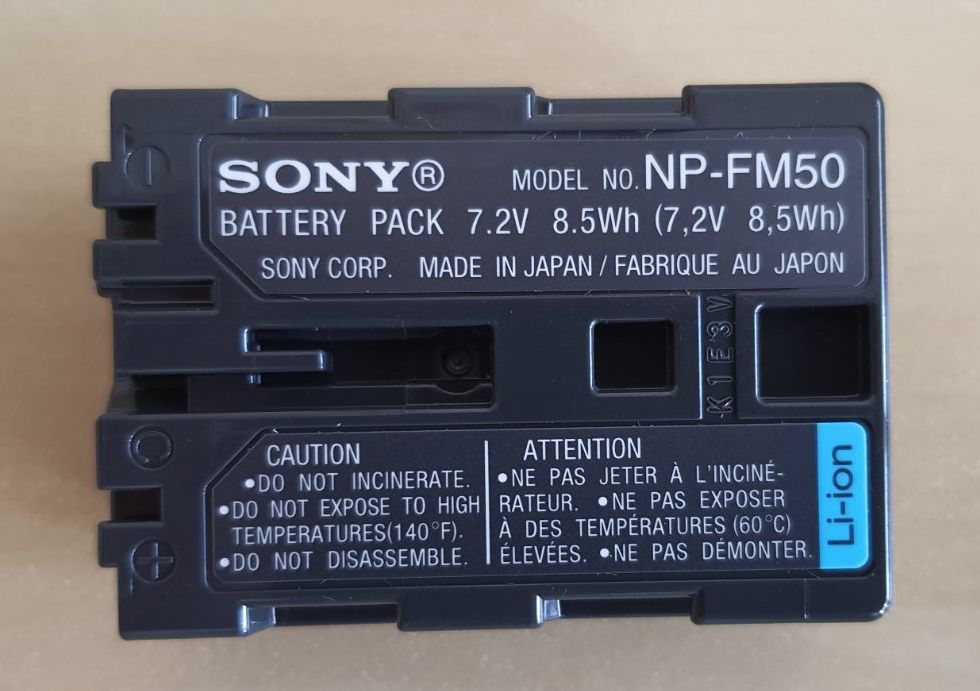 SONY® MODEL NO. NP-FM50
BATTERY PACK 7.2V 8.5Wh (7,2V 8,5Wh)
SONY CORP. MADE IN JAPAN / FABRIQUE AU JAPON
K1E3V
CAUTION
•DO NOT INCINERATE.
•DO NOT EXPOSE TO HIGH
TEMPERATURES(140°F).
•DO NOT DISASSEMBLE.
ATTENTION
•NE PAS JETER À L'INCINÉ-
RATEUR. •NE PAS EXPOSER
À DES TEMPÉRATURES (60°C)
ÉLEVÉES. •NE PAS DÉMONTER.
Li-ion
−
C
+